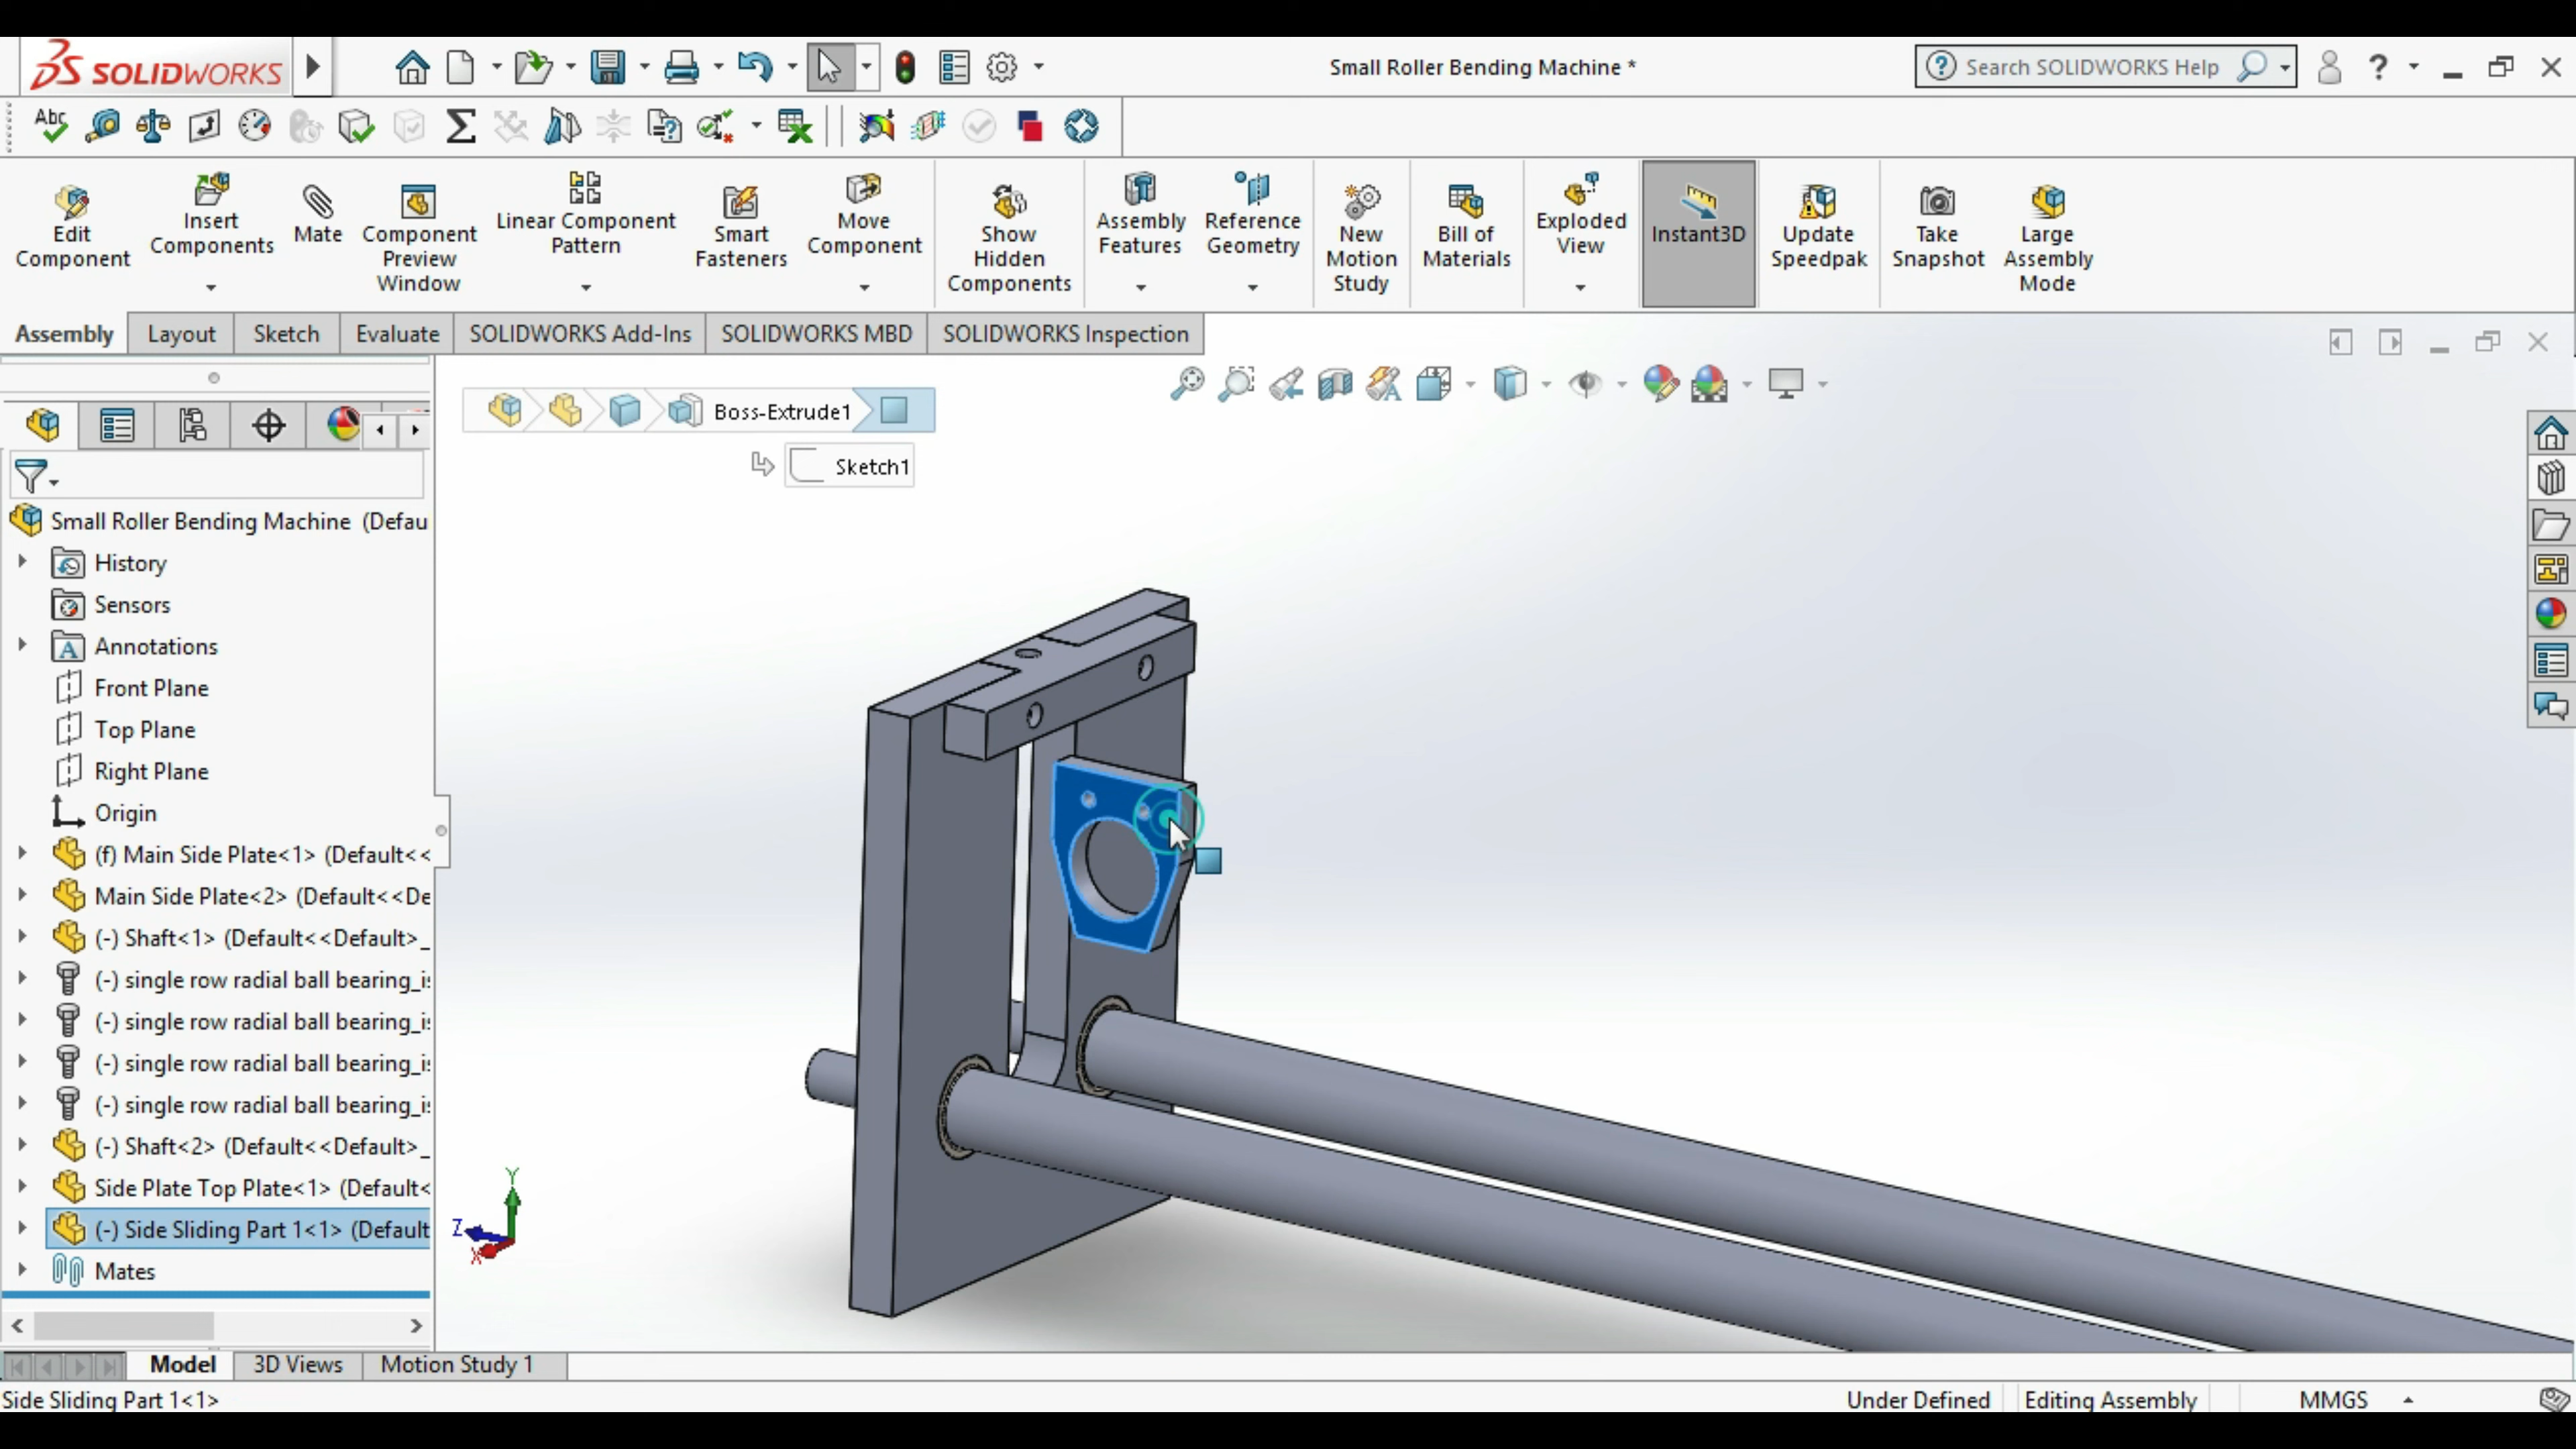 SOLIDWORKS
Small Roller Bending Machine *
Search SOLIDWORKS Help
?
Abc
Edit Component
Insert Components
Mate
Component Preview Window
Linear Component Pattern
Smart Fasteners
Move Component
Show Hidden Components
Assembly Features
Reference Geometry
New Motion Study
Bill of Materials
Exploded View
Instant3D
Update Speedpak
Take Snapshot
Large Assembly Mode
Assembly
Layout
Sketch
Evaluate
SOLIDWORKS Add-Ins
SOLIDWORKS MBD
SOLIDWORKS Inspection
Boss-Extrude1
Sketch1
Small Roller Bending Machine (Defau
History
Sensors
Annotations
Front Plane
Top Plane
Right Plane
Origin
(f) Main Side Plate<1> (Default<<
Main Side Plate<2> (Default<<De
(-) Shaft<1> (Default<<Default>_
(-) single row radial ball bearing_i
(-) single row radial ball bearing_i
(-) single row radial ball bearing_i
(-) single row radial ball bearing_i
(-) Shaft<2> (Default<<Default>_
Side Plate Top Plate<1> (Default<
(-) Side Sliding Part 1<1> (Default
Mates
Y
Z
X
Model
3D Views
Motion Study 1
Side Sliding Part 1<1>
Under Defined
Editing Assembly
MMGS